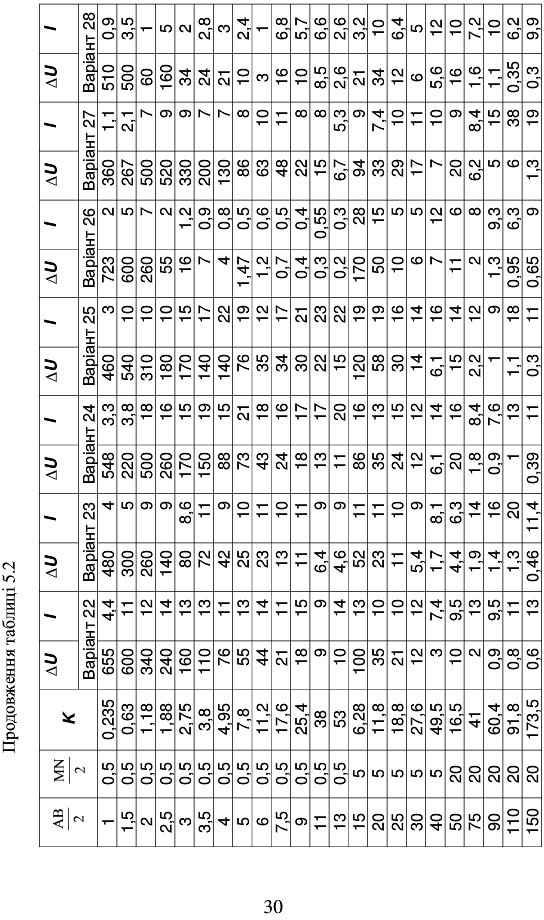 Продовження таблиці 5.2
AB/2 MN/2 K ΔU I ΔU I ΔU I ΔU I ΔU I ΔU I ΔU I
Варіант 22 Варіант 23 Варіант 24 Варіант 25 Варіант 26 Варіант 27 Варіант 28
1 0,5 0,235 655 4,4 480 4 548 3,3 460 3 723 2 360 1,1 510 0,9
1,5 0,5 0,63 600 11 300 5 220 3,8 540 10 600 5 267 2,1 500 3,5
2 0,5 1,18 340 12 260 9 500 18 310 10 260 7 500 7 60 1
2,5 0,5 1,88 240 14 140 9 260 16 180 10 55 2 520 9 160 5
3 0,5 2,75 160 13 80 8,6 170 15 170 15 16 1,2 330 9 34 2
3,5 0,5 3,8 110 13 72 11 150 19 140 17 7 0,9 200 7 24 2,8
4 0,5 4,95 76 11 42 9 88 15 140 22 4 0,8 130 7 21 3
5 0,5 7,8 55 13 25 10 73 21 76 19 1,47 0,5 86 8 10 2,4
6 0,5 11,2 44 14 23 11 43 18 35 12 1,2 0,6 63 10 3 1
7,5 0,5 17,6 21 11 13 10 24 16 34 17 0,7 0,5 48 11 16 6,8
9 0,5 25,4 18 15 11 11 18 17 30 21 0,4 0,4 22 8 10 5,7
11 0,5 38 9 9 6,4 9 13 17 22 23 0,3 0,55 15 8 8,5 6,6
13 0,5 53 10 14 4,6 9 11 20 15 22 0,2 0,3 6,7 5,3 2,6 2,6
15 5 6,28 100 13 52 11 86 16 120 19 170 28 94 9 21 3,2
20 5 11,8 35 10 23 11 35 13 58 19 50 15 33 7,4 34 10
25 5 18,8 21 10 11 10 24 15 30 16 10 5 29 10 12 6,4
30 5 27,6 12 12 5,4 9 12 12 14 14 6 5 17 11 6 5
40 5 49,5 3 7,4 1,7 8,1 6,1 14 6,1 16 7 12 7 10 5,6 12
50 20 16,5 10 9,5 4,4 6,3 20 16 15 14 11 6 20 9 16 10
75 20 41 2 13 1,9 14 1,8 8,4 2,2 12 2 8 6,2 8,4 1,6 7,2
90 20 60,4 0,9 9,5 1,4 16 0,9 7,6 1 9 1,3 9,3 5 15 1,1 10
110 20 91,8 0,8 11 1,3 20 1 13 1,1 18 0,95 6,3 6 38 0,35 6,2
150 20 173,5 0,6 13 0,46 11,4 0,39 11 0,3 11 0,65 9 1,3 19 0,3 9,9
30